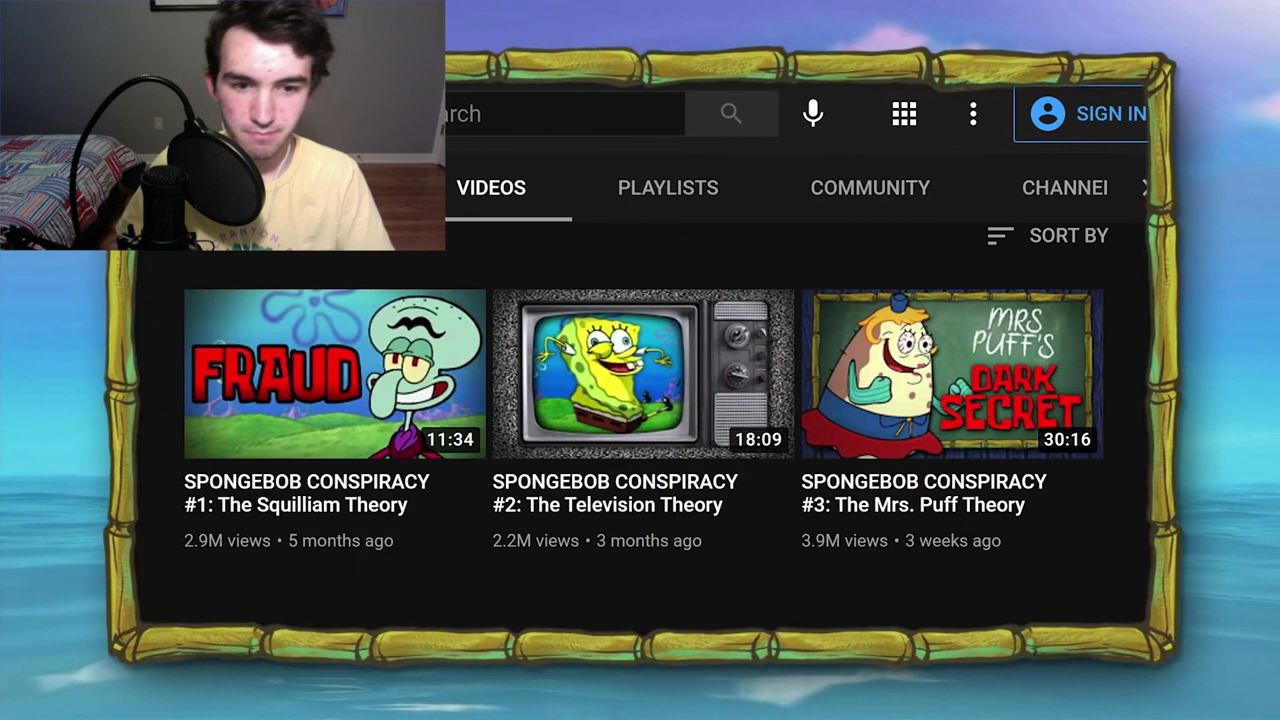 arch
SIGN IN
VIDEOS
PLAYLISTS
COMMUNITY
CHANNEL
SORT BY
FRAUD
11:34
18:09
MRS
PUFF'S
DARK
SECRET
30:16
SPONGEBOB CONSPIRACY
#1: The Squilliam Theory
2.9M views • 5 months ago
SPONGEBOB CONSPIRACY
#2: The Television Theory
2.2M views • 3 months ago
SPONGEBOB CONSPIRACY
#3: The Mrs. Puff Theory
3.9M views • 3 weeks ago